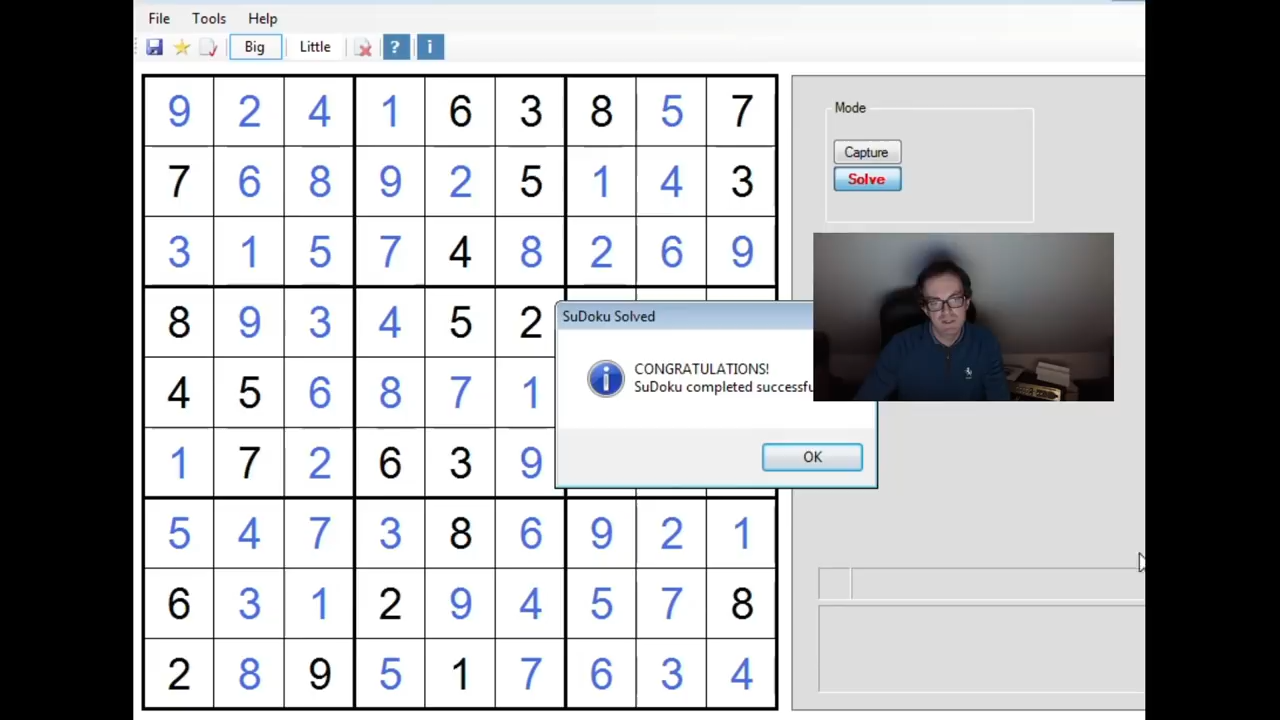 File Tools Help
Big Little ? i
9 2 4 1 6 3 8 5 7
7 6 8 9 2 5 1 4 3
3 1 5 7 4 8 2 6 9
8 9 3 4 5 2
4 5 6 8 7 1
1 7 2 6 3 9
5 4 7 3 8 6 9 2 1
6 3 1 2 9 4 5 7 8
2 8 9 5 1 7 6 3 4
Mode
Capture
Solve
SuDoku Solved
CONGRATULATIONS!
SuDoku completed
OK